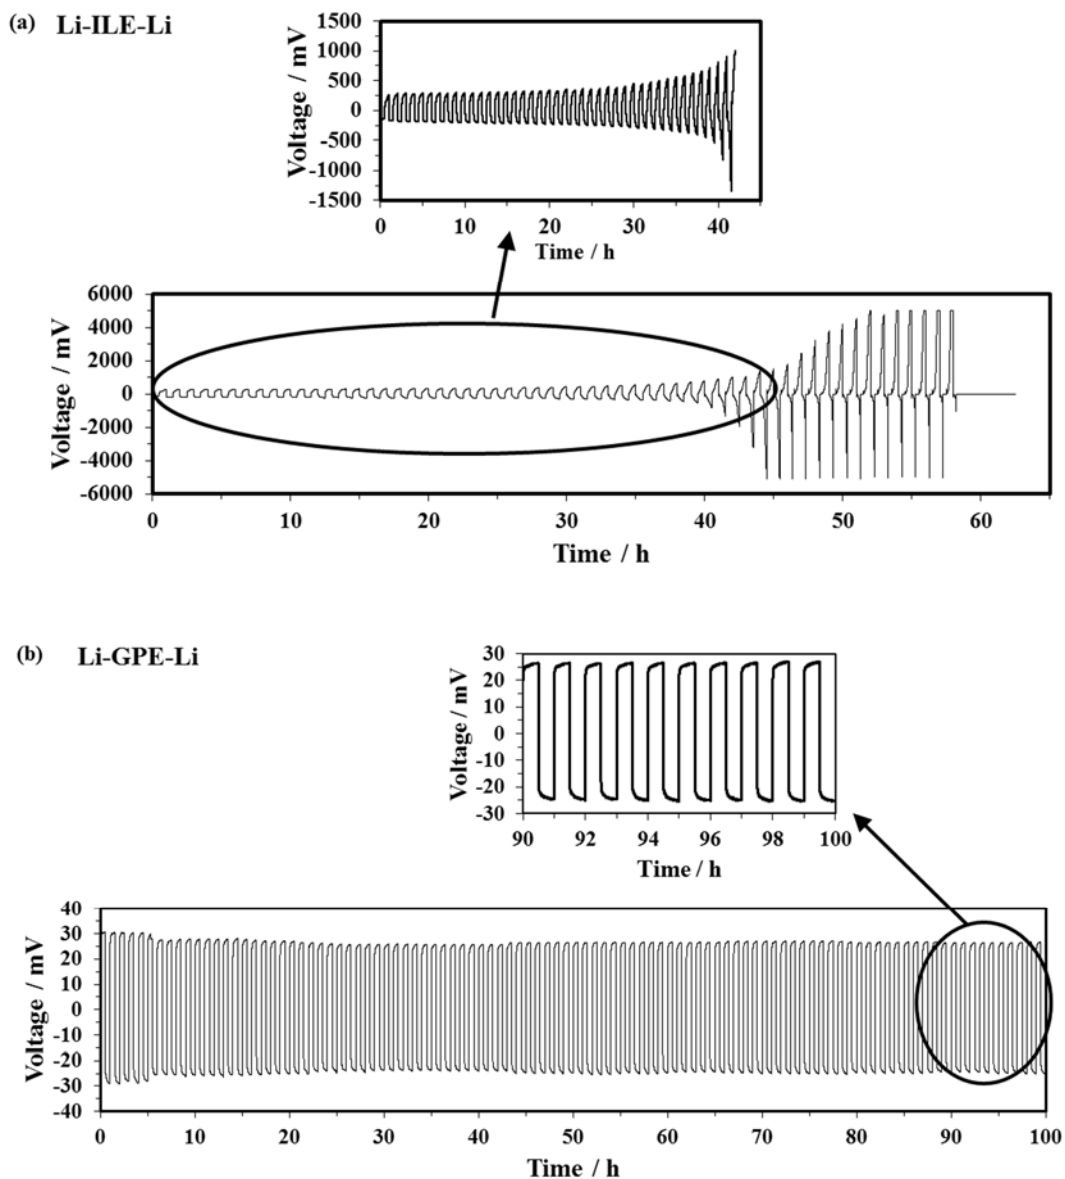 (a) Li-ILE-Li
1500
1000
500
0
-500
-1000
-1500
Voltage / mV
0 10 20 30 40
Time / h
6000
4000
2000
0
-2000
-4000
-6000
Voltage / mV
0 10 20 30 40 50 60
Time / h
(b) Li-GPE-Li
30
20
10
0
-10
-20
-30
Voltage / mV
90 92 94 96 98 100
Time / h
40
30
20
10
0
-10
-20
-30
-40
Voltage / mV
0 10 20 30 40 50 60 70 80 90 100
Time / h